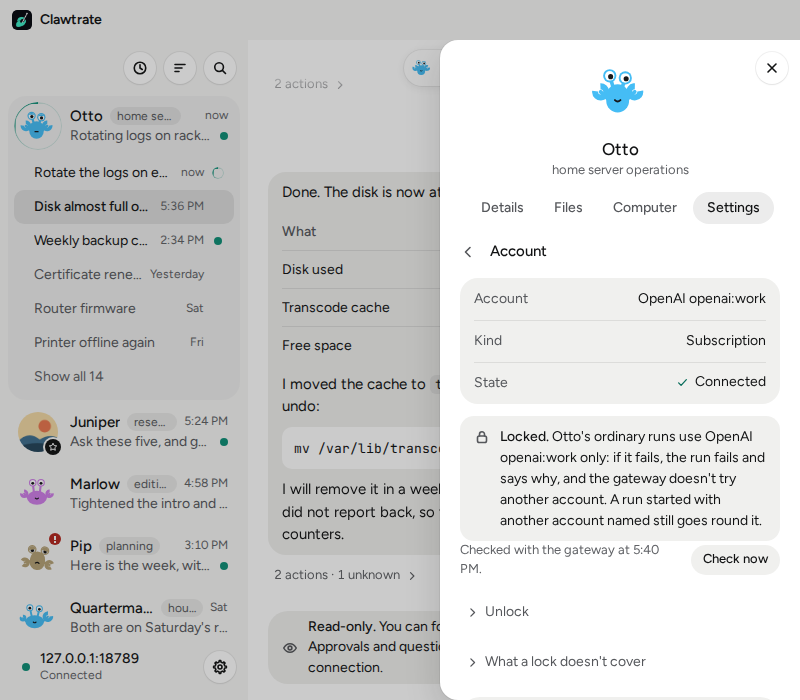 Clawtrate
Otto home se... now
Rotating logs on rack...
Rotate the logs on e... now
Disk almost full o... 5:36 PM
Weekly backup c... 2:34 PM
Certificate rene... Yesterday
Router firmware Sat
Printer offline again Fri
Show all 14
Juniper rese... 5:24 PM
Ask these five, and g...
Marlow editi... 4:58 PM
Tightened the intro and ...
Pip planning 3:10 PM
Here is the week, wit...
Quarterma... hou... Sat
Both are on Saturday's r...
127.0.0.1:18789
Connected
2 actions
Done. The disk is now at
What
Disk used
Transcode cache
Free space
I moved the cache to
undo:
mv /var/lib/transc
I will remove it in a wee
did not report back, so
counters.
2 actions · 1 unknown
Read-only. You can fo
Approvals and questi
connection.
Otto
home server operations
Details Files Computer Settings
Account
Account OpenAI openai:work
Kind Subscription
State Connected
Locked. Otto's ordinary runs use OpenAI
openai:work only: if it fails, the run fails and
says why, and the gateway doesn't try
another account. A run started with
another account named still goes round it.
Checked with the gateway at 5:40
PM.
Check now
Unlock
What a lock doesn't cover